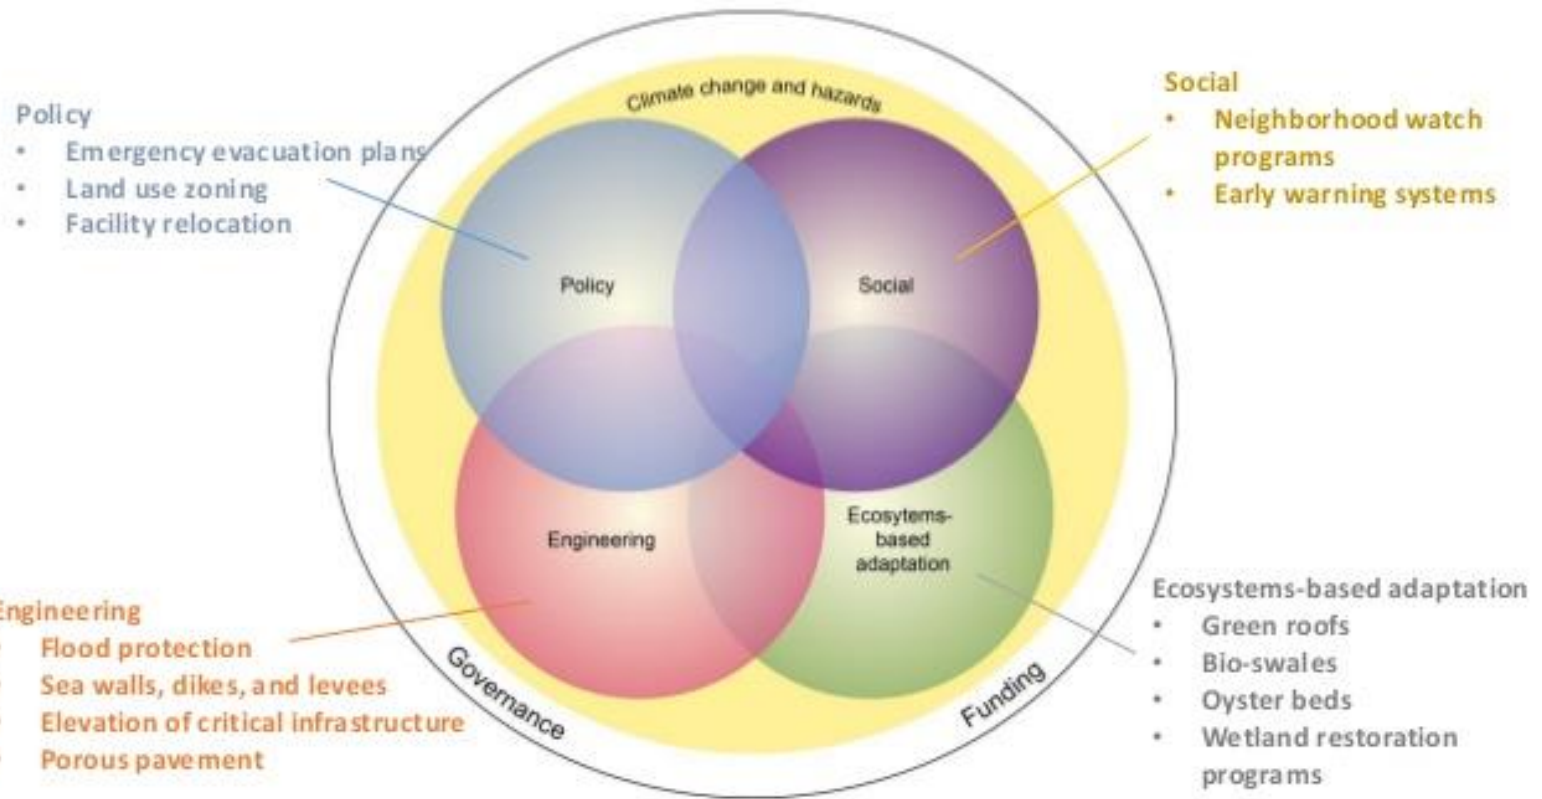 Policy
• Emergency evacuation plans
• Land use zoning
• Facility relocation
Climate change and hazards
Social
• Neighborhood watch
programs
• Early warning systems
Policy
Social
Engineering
Ecosytems-
based
adaptation
Engineering
Flood protection
Sea walls, dikes, and levees
Elevation of critical infrastructure
Porous pavement
Governance
Funding
Ecosystems-based adaptation
• Green roofs
• Bio-swales
• Oyster beds
• Wetland restoration
programs